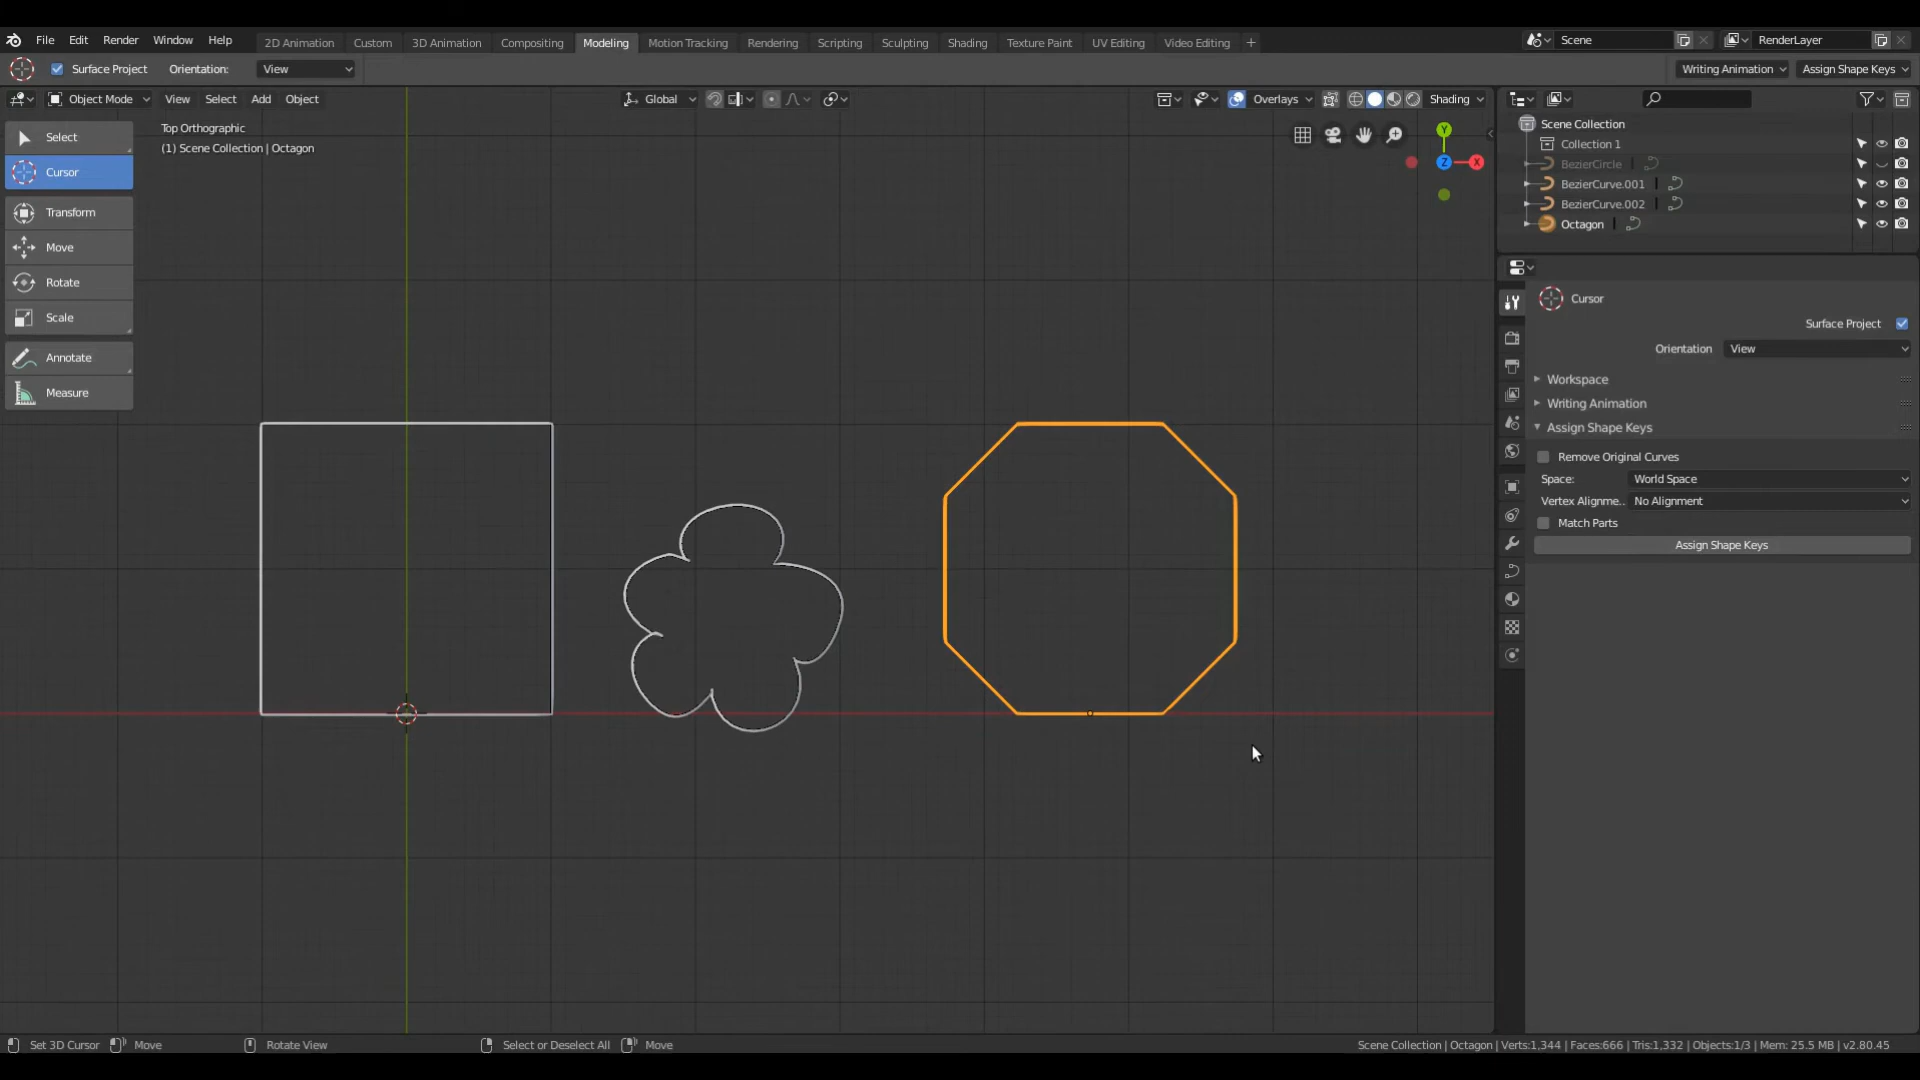 File Edit Render Window Help 2D Animation Custom 3D Animation Compositing Modeling Motion Tracking Rendering Scripting Sculpting Shading Texture Paint UV Editing Video Editing + Scene RenderLayer
Surface Project Orientation: View Writing Animation Assign Shape Keys
Object Mode View Select Add Object Global Overlays Shading
Select
Cursor
Transform
Move
Rotate
Scale
Annotate
Measure
Top Orthographic
(1) Scene Collection | Octagon
Y
Z X
Scene Collection
Collection 1
BezierCircle
BezierCurve.001
BezierCurve.002
Octagon
Cursor
Surface Project
Orientation View
Workspace
Writing Animation
Assign Shape Keys
Remove Original Curves
Space: World Space
Vertex Alignme.. No Alignment
Match Parts
Assign Shape Keys
Set 3D Cursor Move Rotate View Select or Deselect All Move Scene Collection | Octagon | Verts:1,344 | Faces:666 | Tris:1,332 | Objects:1/3 | Mem: 25.5 MB | v2.80.45